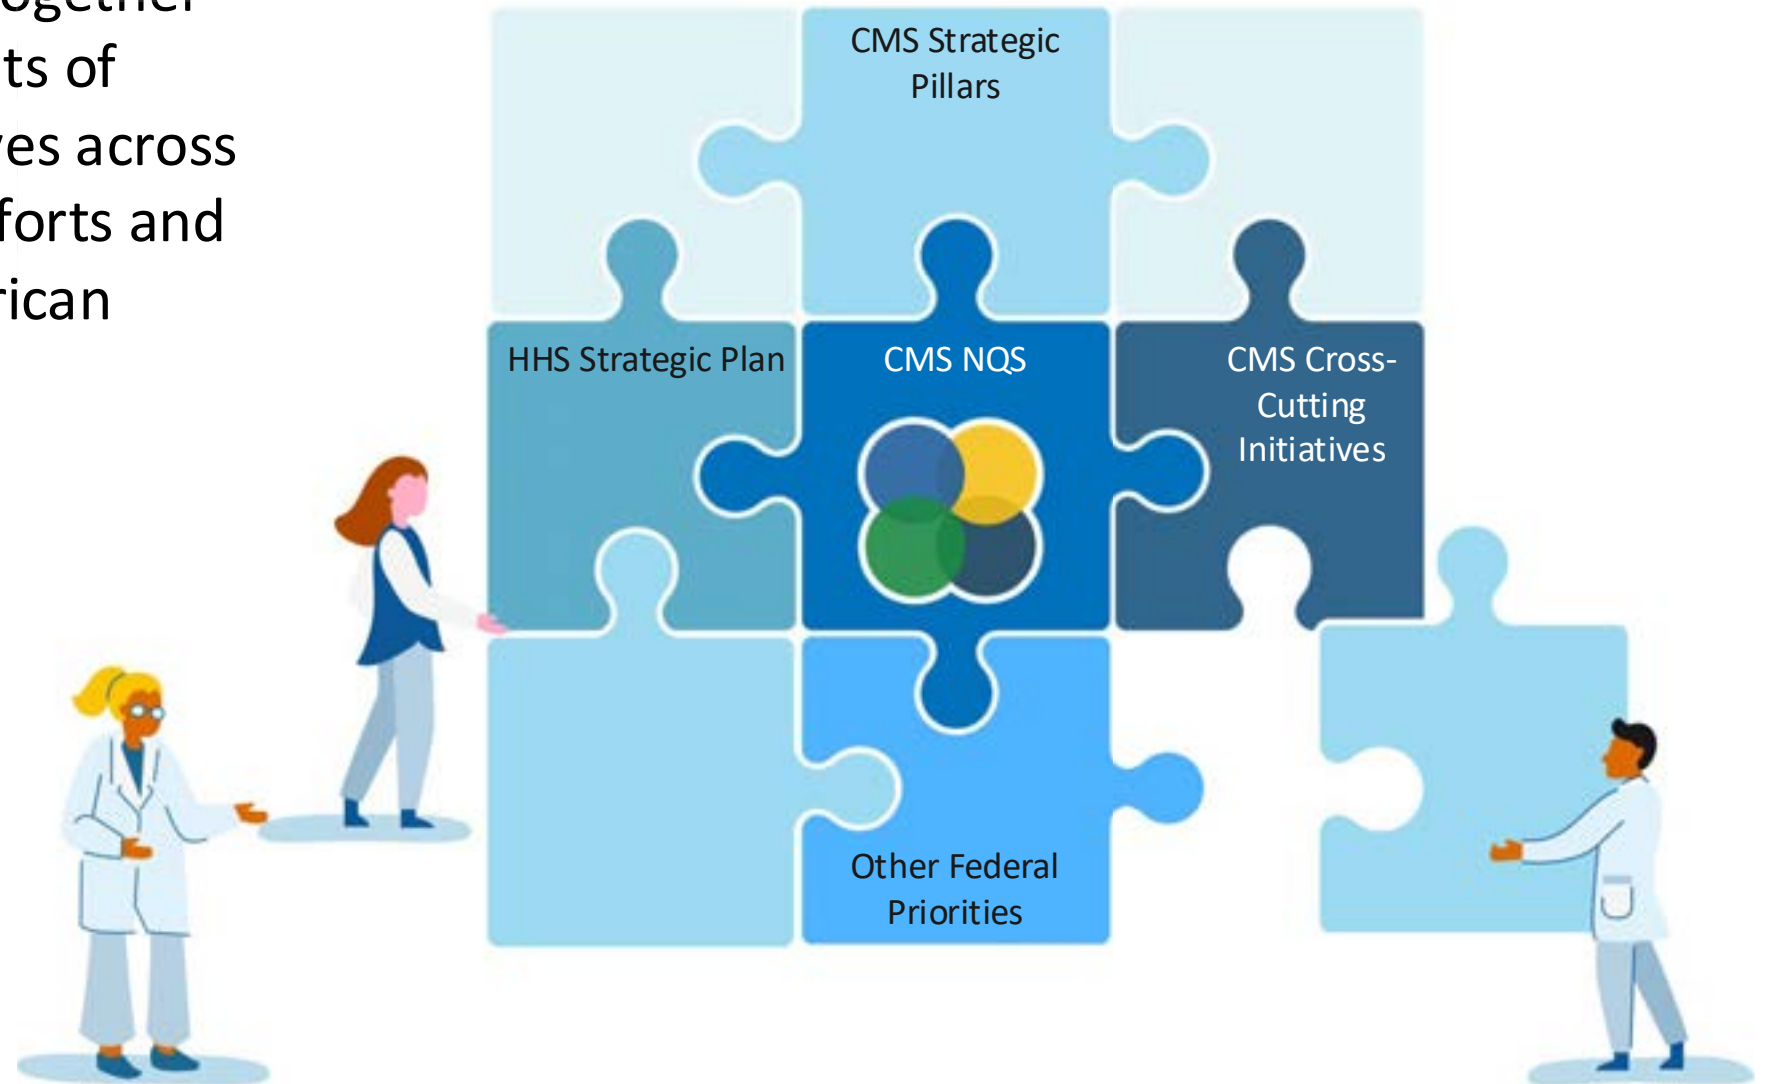 ts of
es across
forts and
rican
CMS Strategic
Pillars
HHS Strategic Plan
CMS NQS
CMS Cross-
Cutting
Initiatives
Other Federal
Priorities